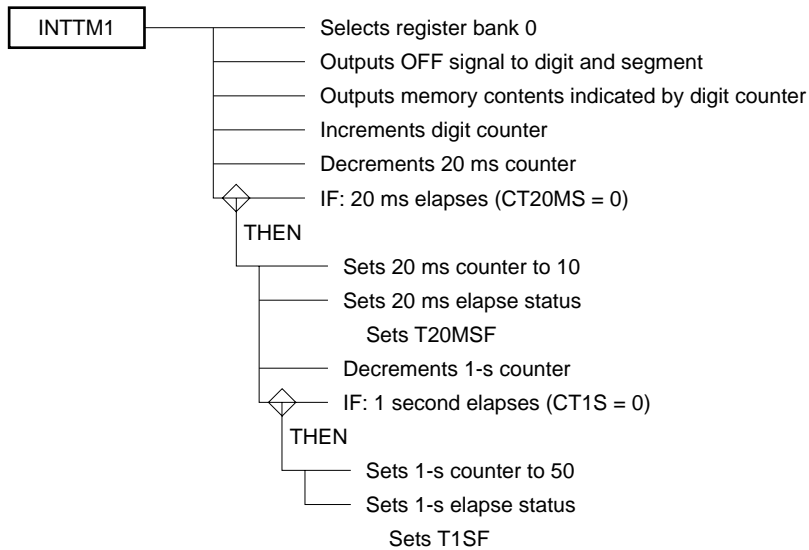 INTTM1
Selects register bank 0
Outputs OFF signal to digit and segment
Outputs memory contents indicated by digit counter
Increments digit counter
Decrements 20 ms counter
IF: 20 ms elapses (CT20MS = 0)
THEN
Sets 20 ms counter to 10
Sets 20 ms elapse status
Sets T20MSF
Decrements 1-s counter
IF: 1 second elapses (CT1S = 0)
THEN
Sets 1-s counter to 50
Sets 1-s elapse status
Sets T1SF